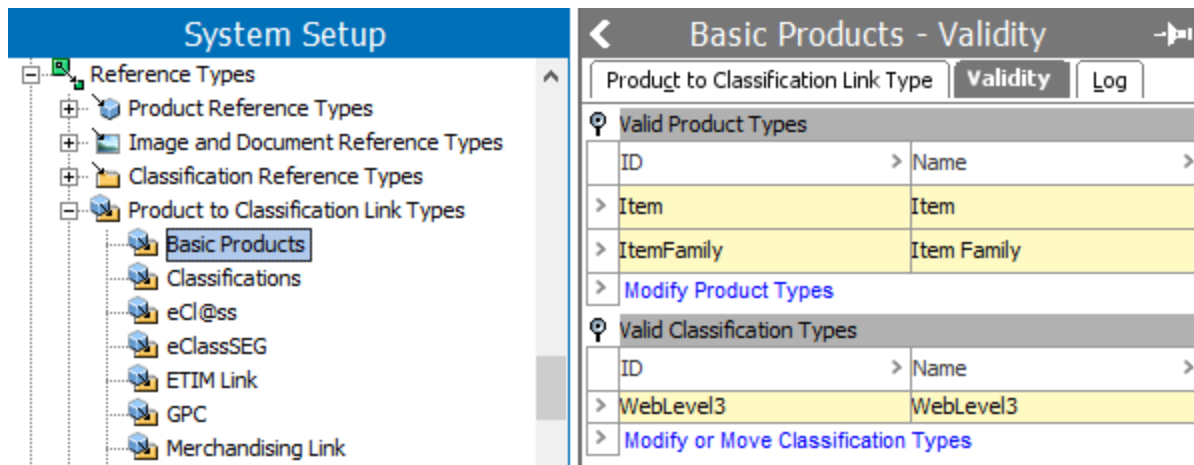 System Setup
Reference Types
Product Reference Types
Image and Document Reference Types
Classification Reference Types
Product to Classification Link Types
Basic Products
Classifications
eCl@ss
eClassSEG
ETIM Link
GPC
Merchandising Link
Basic Products - Validity
Product to Classification Link Type Validity Log
Valid Product Types
ID > Name >
> Item Item
> ItemFamily Item Family
> Modify Product Types
Valid Classification Types
ID > Name >
> WebLevel3 WebLevel3
> Modify or Move Classification Types